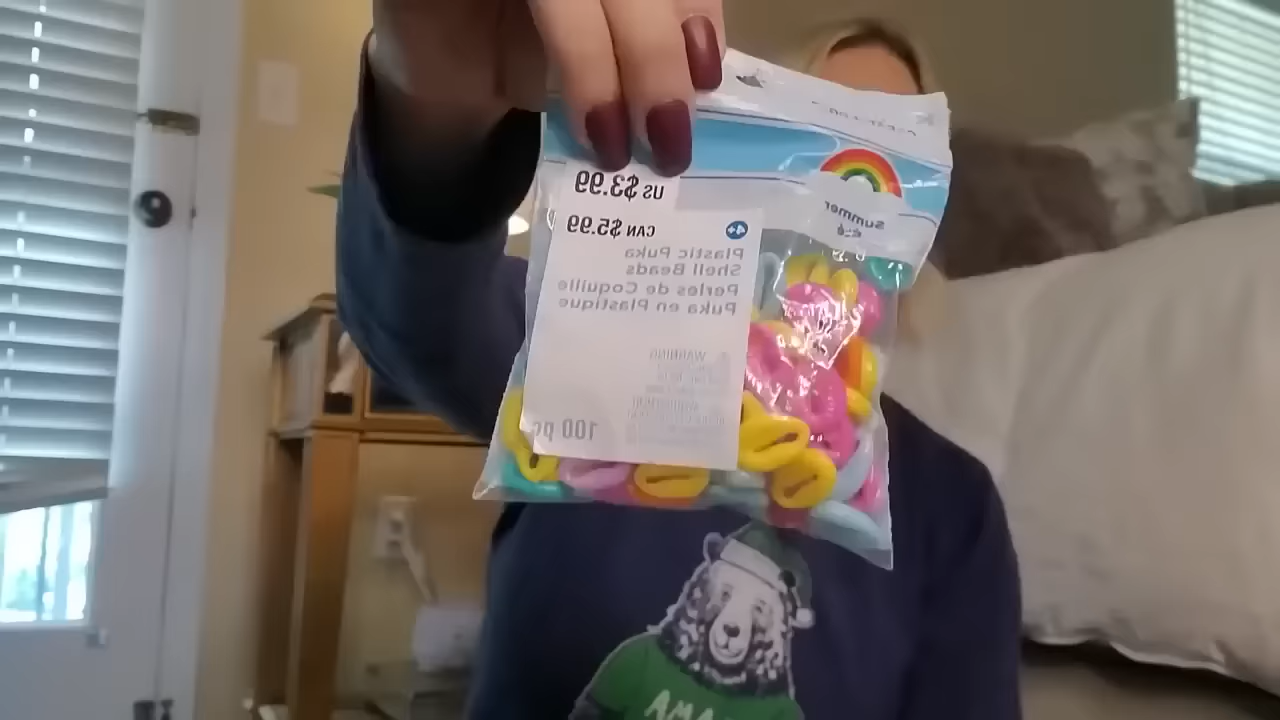 Summer
été
US $3.99
CAN $5.99
4+
Plastic Puka
Shell Beads
Perles de Coquille
Puka en Plastique
WARNING
100 pc